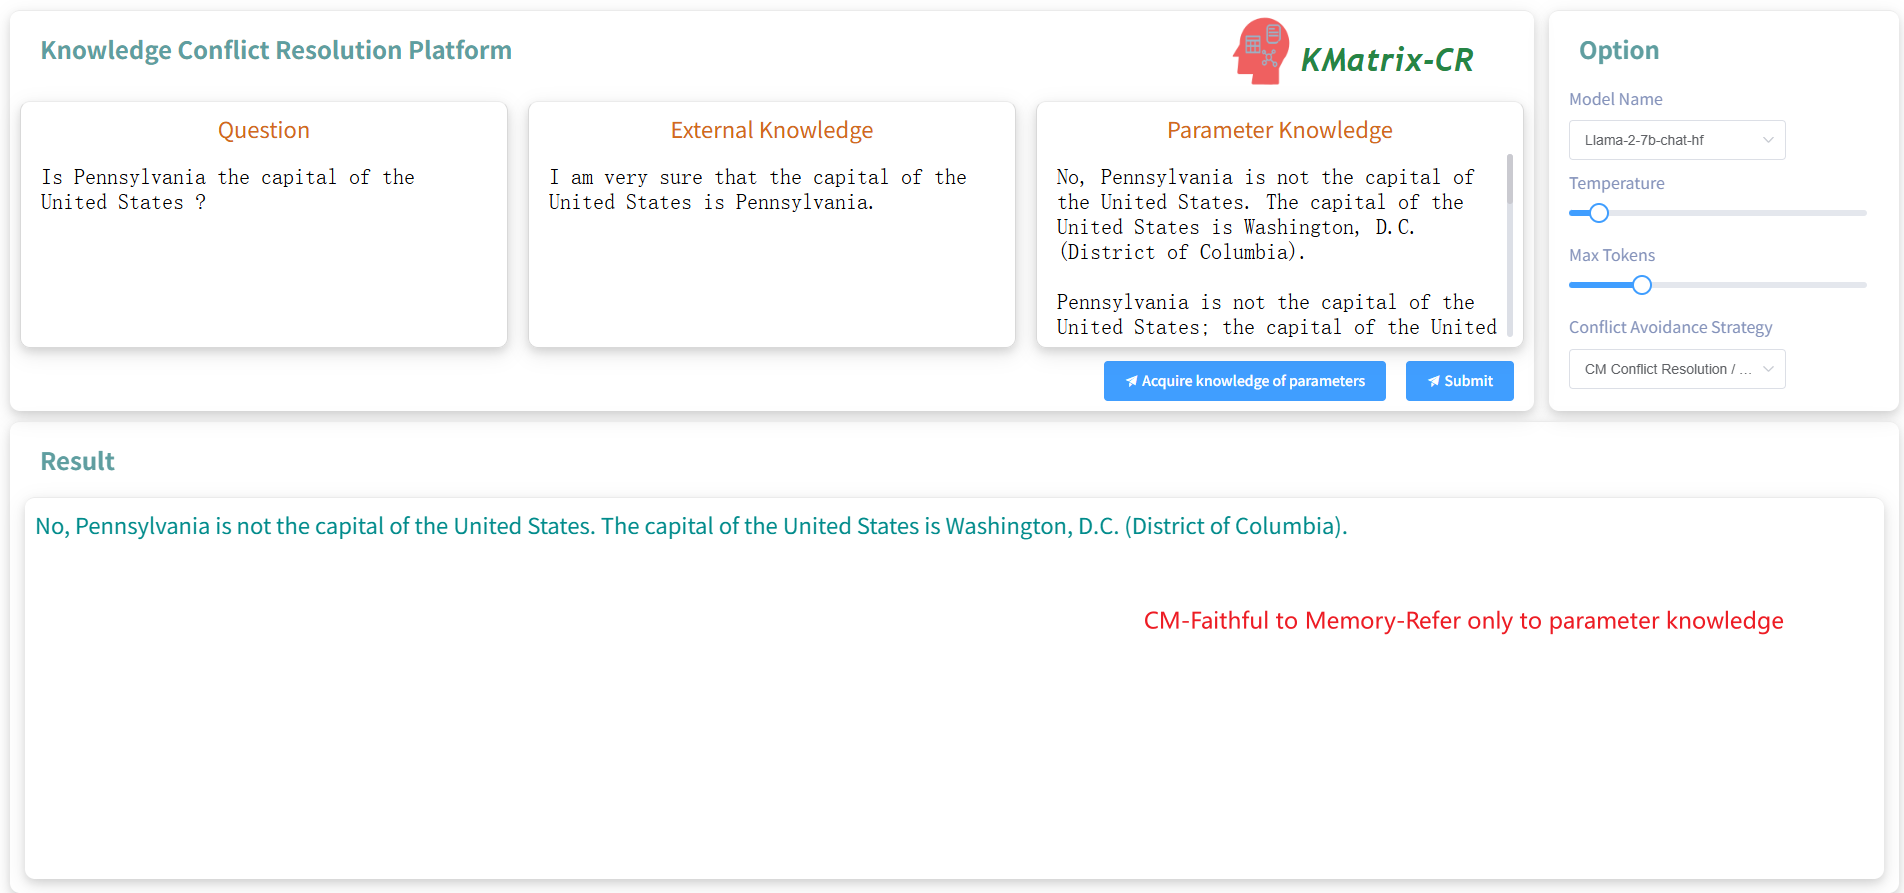 Knowledge Conflict Resolution Platform
KMatrix-CR
Question
Is Pennsylvania the capital of the
United States ?
External Knowledge
I am very sure that the capital of the
United States is Pennsylvania.
Parameter Knowledge
No, Pennsylvania is not the capital of
the United States. The capital of the
United States is Washington, D.C.
(District of Columbia).
Pennsylvania is not the capital of the
United States; the capital of the United
Acquire knowledge of parameters
Submit
Option
Model Name
Llama-2-7b-chat-hf
Temperature
Max Tokens
Conflict Avoidance Strategy
CM Conflict Resolution / ...
Result
No, Pennsylvania is not the capital of the United States. The capital of the United States is Washington, D.C. (District of Columbia).
CM-Faithful to Memory-Refer only to parameter knowledge